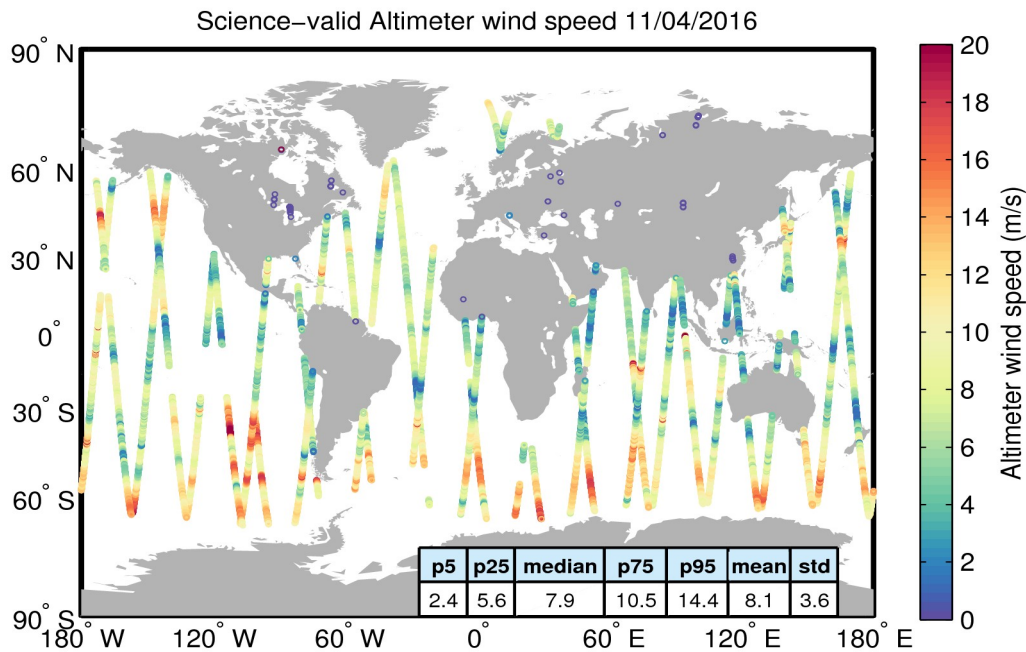 Science−valid Altimeter wind speed 11/04/2016
90° N
60° N
30° N
0°
30° S
60° S
90° S
180° W
120° W
60° W
0°
60° E
120° E
180° E
p5 p25 median p75 p95 mean std
2.4 5.6 7.9 10.5 14.4 8.1 3.6
20
18
16
14
12
10
8
6
4
2
0
Altimeter wind speed (m/s)